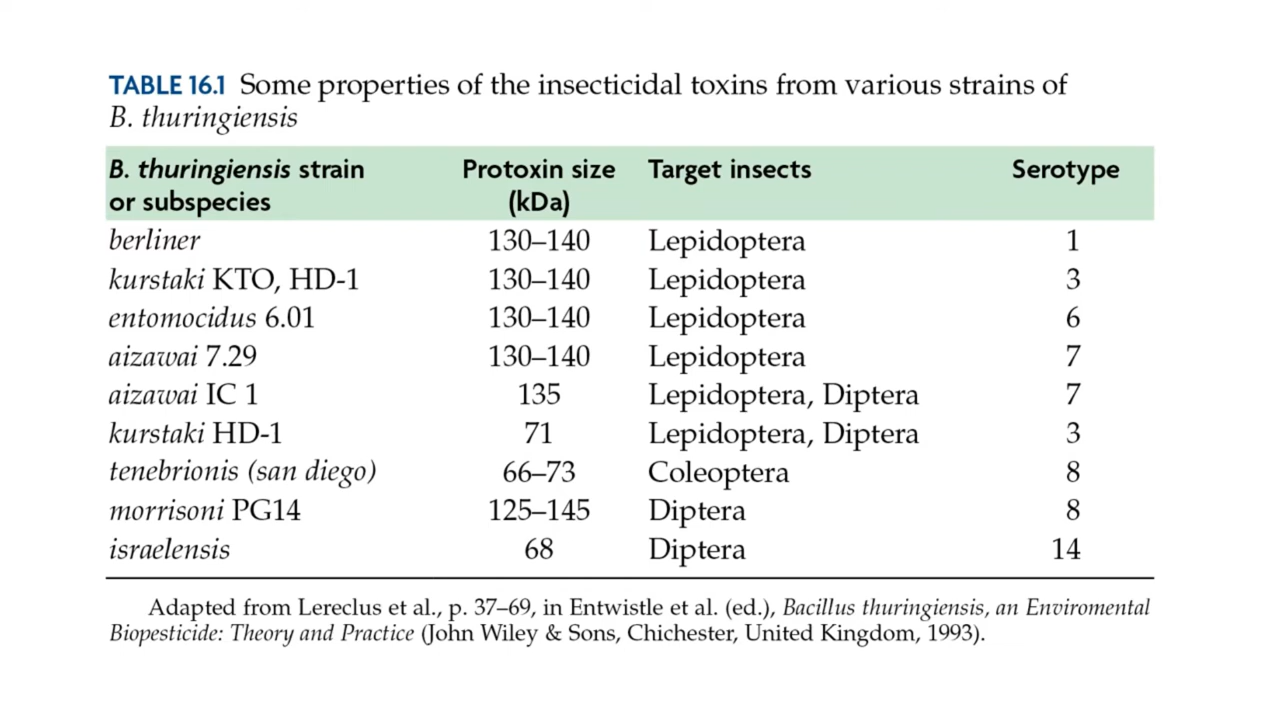 TABLE 16.1 Some properties of the insecticidal toxins from various strains of
B. thuringiensis
B. thuringiensis strain Protoxin size Target insects Serotype
or subspecies (kDa)
berliner 130–140 Lepidoptera 1
kurstaki KTO, HD-1 130–140 Lepidoptera 3
entomocidus 6.01 130–140 Lepidoptera 6
aizawai 7.29 130–140 Lepidoptera 7
aizawai IC 1 135 Lepidoptera, Diptera 7
kurstaki HD-1 71 Lepidoptera, Diptera 3
tenebrionis (san diego) 66–73 Coleoptera 8
morrisoni PG14 125–145 Diptera 8
israelensis 68 Diptera 14
Adapted from Lereclus et al., p. 37–69, in Entwistle et al. (ed.), Bacillus thuringiensis, an Enviromental
Biopesticide: Theory and Practice (John Wiley & Sons, Chichester, United Kingdom, 1993).